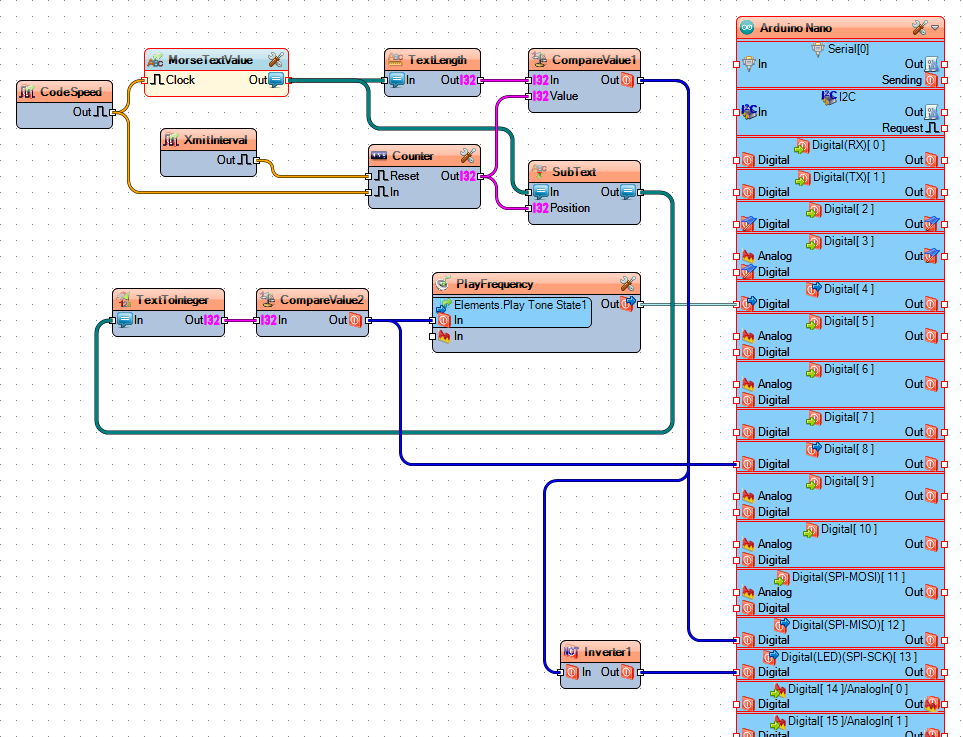 Arduino Nano
Serial[0]
In
Out
Sending
I2C
I2C
In
Out
Request
Digital(RX)[ 0 ]
Digital
Out
Digital(TX)[ 1 ]
Digital
Out
Digital[ 2 ]
Digital
Out
Digital[ 3 ]
Analog
Out
Digital
Digital[ 4 ]
Digital
Out
Digital[ 5 ]
Analog
Out
Digital
Digital[ 6 ]
Analog
Out
Digital
Digital[ 7 ]
Digital
Out
Digital[ 8 ]
Digital
Out
Digital[ 9 ]
Analog
Out
Digital
Digital[ 10 ]
Analog
Out
Digital
Digital(SPI-MOSI)[ 11 ]
Analog
Out
Digital
Digital(SPI-MISO)[ 12 ]
Digital
Out
Digital(LED)(SPI-SCK)[ 13 ]
Digital
Out
Digital[ 14 ]/AnalogIn[ 0 ]
Digital
Out
Digital[ 15 ]/AnalogIn[ 1 ]
Digital
Out
CodeSpeed
Out
MorseTextValue
Clock
Out
XmitInterval
Out
TextLength
In
Out I32
CompareValue1
I32 In
Out
I32 Value
Counter
Reset
Out I32
In
SubText
In
Out
I32 Position
TextToInteger
In
Out I32
CompareValue2
I32 In
Out
PlayFrequency
Elements.Play Tone State1
In
Out
In
Inverter1
In
Out